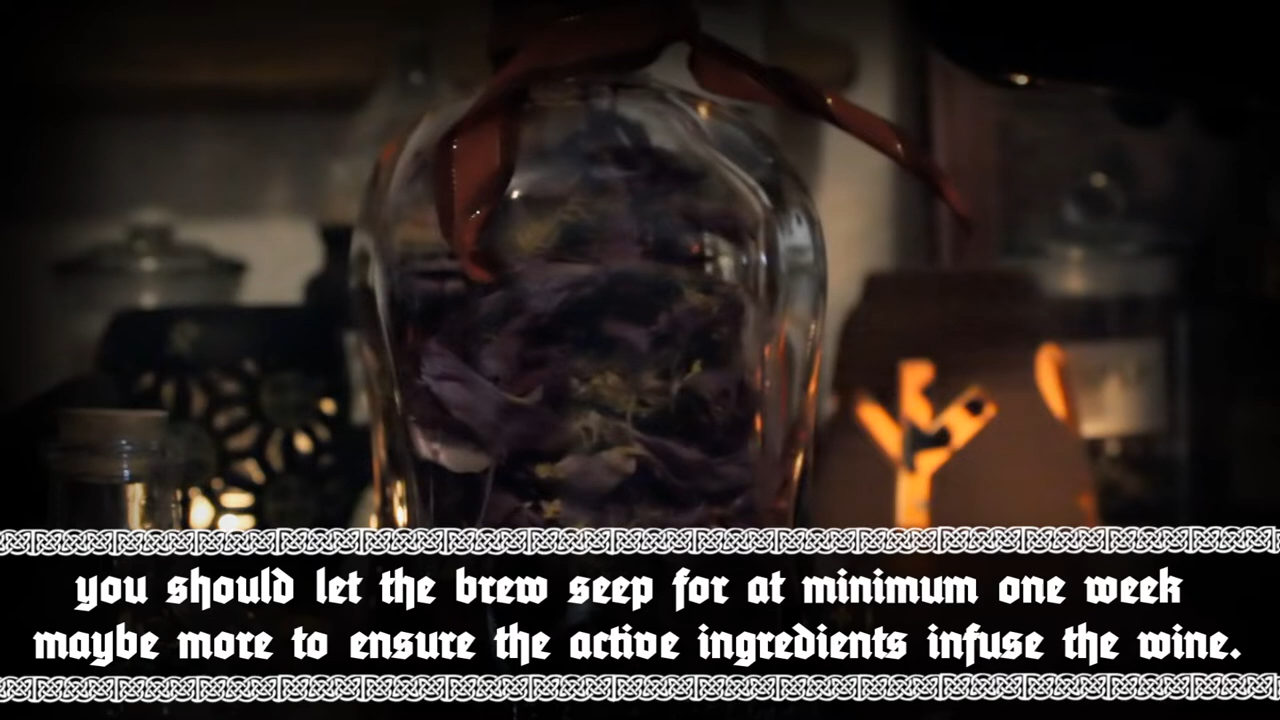 you should let the brew seep for at minimum one week
maybe more to ensure the active ingredients infuse the wine.